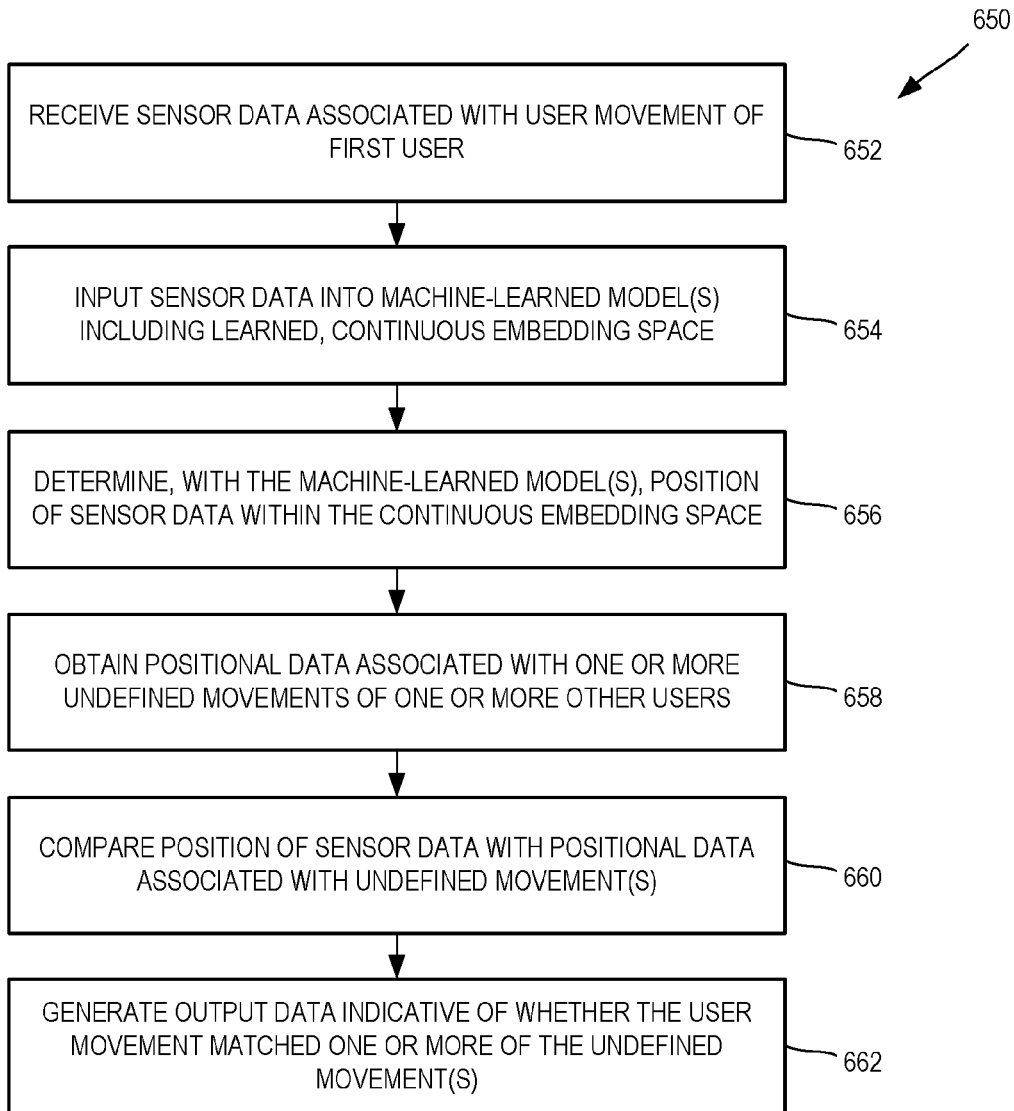 650
RECEIVE SENSOR DATA ASSOCIATED WITH USER MOVEMENT OF
FIRST USER
652
INPUT SENSOR DATA INTO MACHINE-LEARNED MODEL(S)
INCLUDING LEARNED, CONTINUOUS EMBEDDING SPACE
654
DETERMINE, WITH THE MACHINE-LEARNED MODEL(S), POSITION
OF SENSOR DATA WITHIN THE CONTINUOUS EMBEDDING SPACE
656
OBTAIN POSITIONAL DATA ASSOCIATED WITH ONE OR MORE
UNDEFINED MOVEMENTS OF ONE OR MORE OTHER USERS
658
COMPARE POSITION OF SENSOR DATA WITH POSITIONAL DATA
ASSOCIATED WITH UNDEFINED MOVEMENT(S)
660
GENERATE OUTPUT DATA INDICATIVE OF WHETHER THE USER
MOVEMENT MATCHED ONE OR MORE OF THE UNDEFINED
MOVEMENT(S)
662